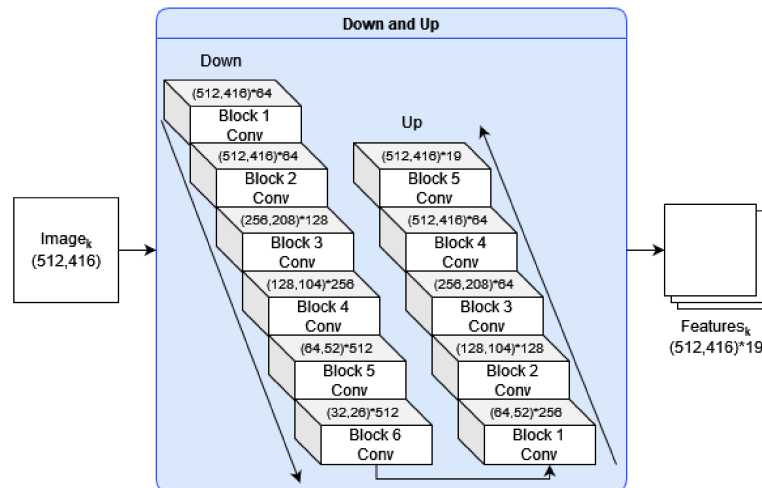 Down and Up
Down
(512,416)*64
Block 1
Conv
(512,416)*64
Block 2
Conv
(256,208)*128
Block 3
Conv
(128,104)*256
Block 4
Conv
(64,52)*512
Block 5
Conv
(32,26)*512
Block 6
Conv
Up
(512,416)*19
Block 5
Conv
(512,416)*64
Block 4
Conv
(256,208)*64
Block 3
Conv
(128,104)*128
Block 2
Conv
(64,52)*256
Block 1
Conv
Imageₖ
(512,416)
Featuresₖ
(512,416)*19